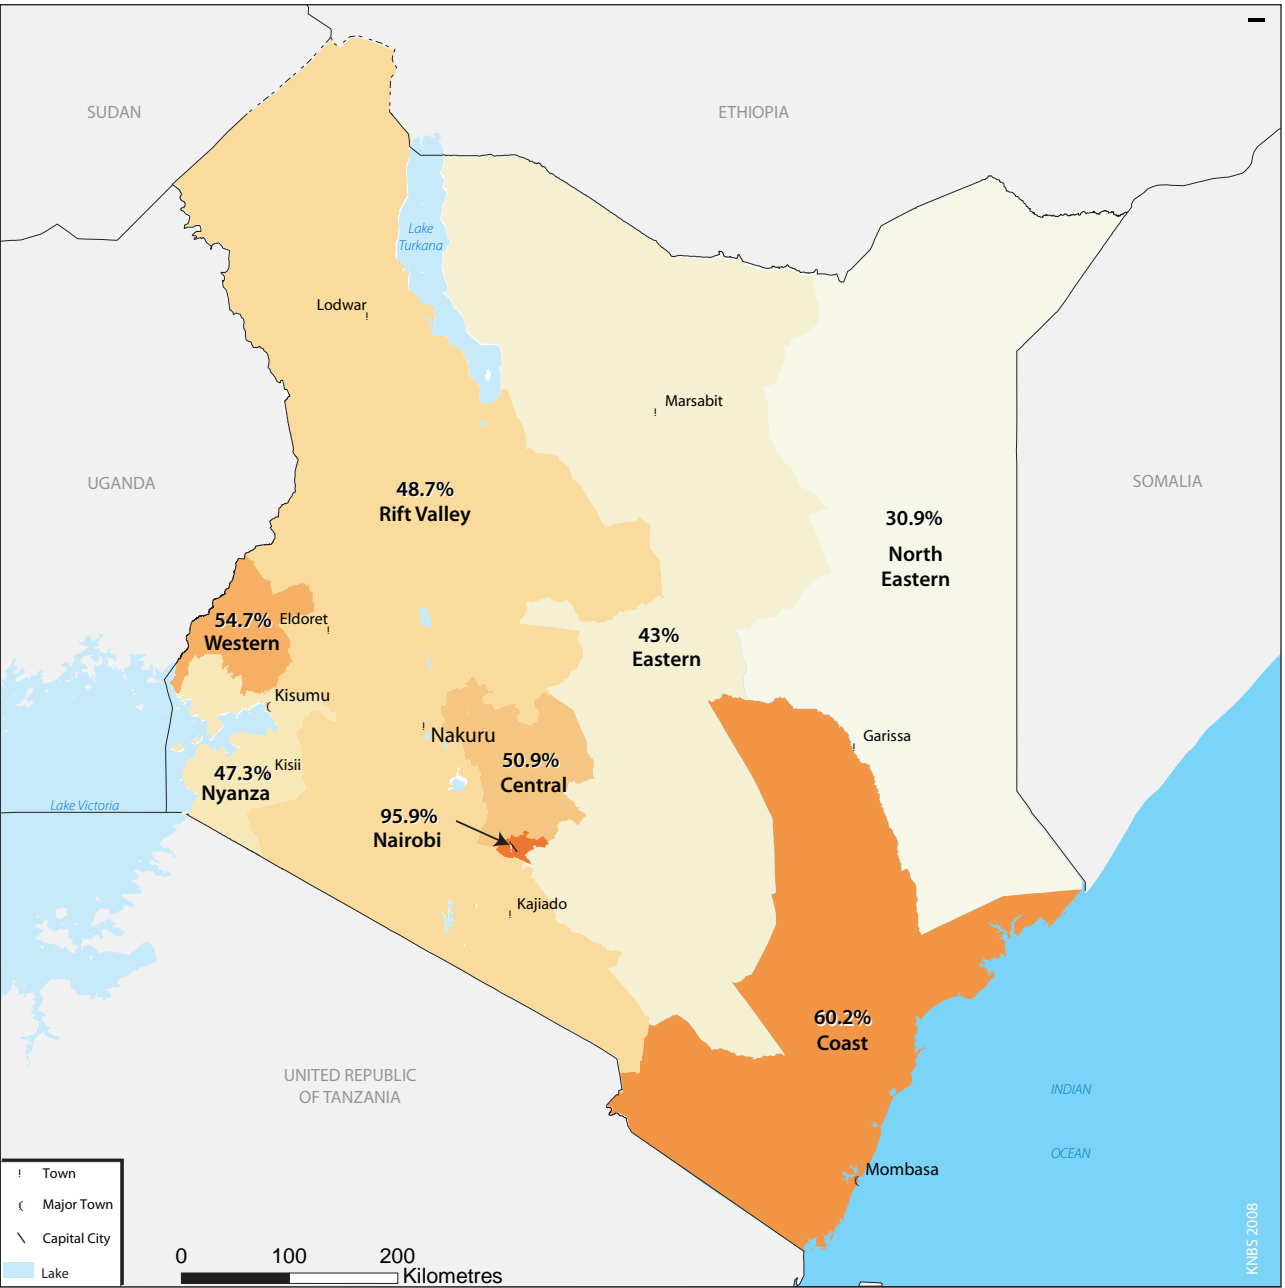 SUDAN
ETHIOPIA
Lake
Turkana
Lodwar
Marsabit
UGANDA
SOMALIA
48.7%
Rift Valley
30.9%
North
Eastern
54.7%
Western
Eldoret
43%
Eastern
Kisumu
Nakuru
Garissa
50.9%
Central
47.3%
Nyanza
Kisii
Lake Victoria
95.9%
Nairobi
Kajiado
60.2%
Coast
UNITED REPUBLIC
OF TANZANIA
INDIAN
OCEAN
Mombasa
Town
Major Town
Capital City
Lake
0 100 200
Kilometres
KNBS 2008